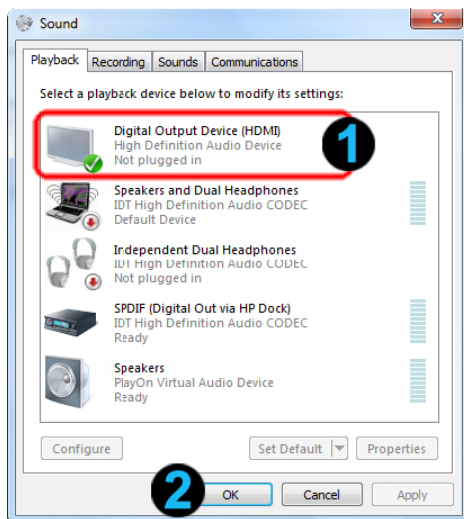 Sound
Playback Recording Sounds Communications
Select a playback device below to modify its settings:
Digital Output Device (HDMI)
High Definition Audio Device
Not plugged in
1
Speakers and Dual Headphones
IDT High Definition Audio CODEC
Default Device
Independent Dual Headphones
IDT High Definition Audio CODEC
Not plugged in
SPDIF (Digital Out via HP Dock)
IDT High Definition Audio CODEC
Ready
Speakers
PlayOn Virtual Audio Device
Ready
Configure Set Default Properties
2 OK Cancel Apply